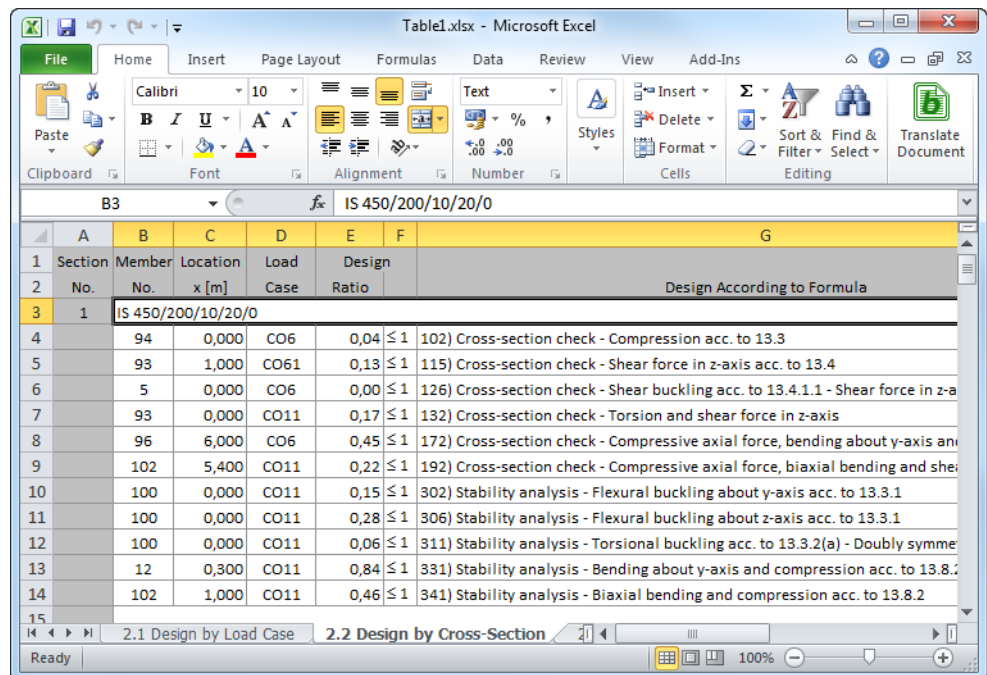 Table1.xlsx - Microsoft Excel
File Home Insert Page Layout Formulas Data Review View Add-Ins
Calibri 10 Text Insert Σ
Paste B I U A A % , Styles Delete Sort & Find & Translate
A Format Filter Select Document
Clipboard Font Alignment Number Cells Editing
B3 fx IS 450/200/10/20/0
A B C D E F G
1 Section Member Location Load Design
2 No. No. x [m] Case Ratio Design According to Formula
3 1 IS 450/200/10/20/0
4 94 0,000 CO6 0,04 ≤ 1 102) Cross-section check - Compression acc. to 13.3
5 93 1,000 CO61 0,13 ≤ 1 115) Cross-section check - Shear force in z-axis acc. to 13.4
6 5 0,000 CO6 0,00 ≤ 1 126) Cross-section check - Shear buckling acc. to 13.4.1.1 - Shear force in z-a
7 93 0,000 CO11 0,17 ≤ 1 132) Cross-section check - Torsion and shear force in z-axis
8 96 6,000 CO6 0,45 ≤ 1 172) Cross-section check - Compressive axial force, bending about y-axis an
9 102 5,400 CO11 0,22 ≤ 1 192) Cross-section check - Compressive axial force, biaxial bending and shea
10 100 0,000 CO11 0,15 ≤ 1 302) Stability analysis - Flexural buckling about y-axis acc. to 13.3.1
11 100 0,000 CO11 0,28 ≤ 1 306) Stability analysis - Flexural buckling about z-axis acc. to 13.3.1
12 100 0,000 CO11 0,06 ≤ 1 311) Stability analysis - Torsional buckling acc. to 13.3.2(a) - Doubly symme
13 12 0,300 CO11 0,84 ≤ 1 331) Stability analysis - Bending about y-axis and compression acc. to 13.8.2
14 102 1,000 CO11 0,46 ≤ 1 341) Stability analysis - Biaxial bending and compression acc. to 13.8.2
15
2.1 Design by Load Case 2.2 Design by Cross-Section 2
Ready 100%